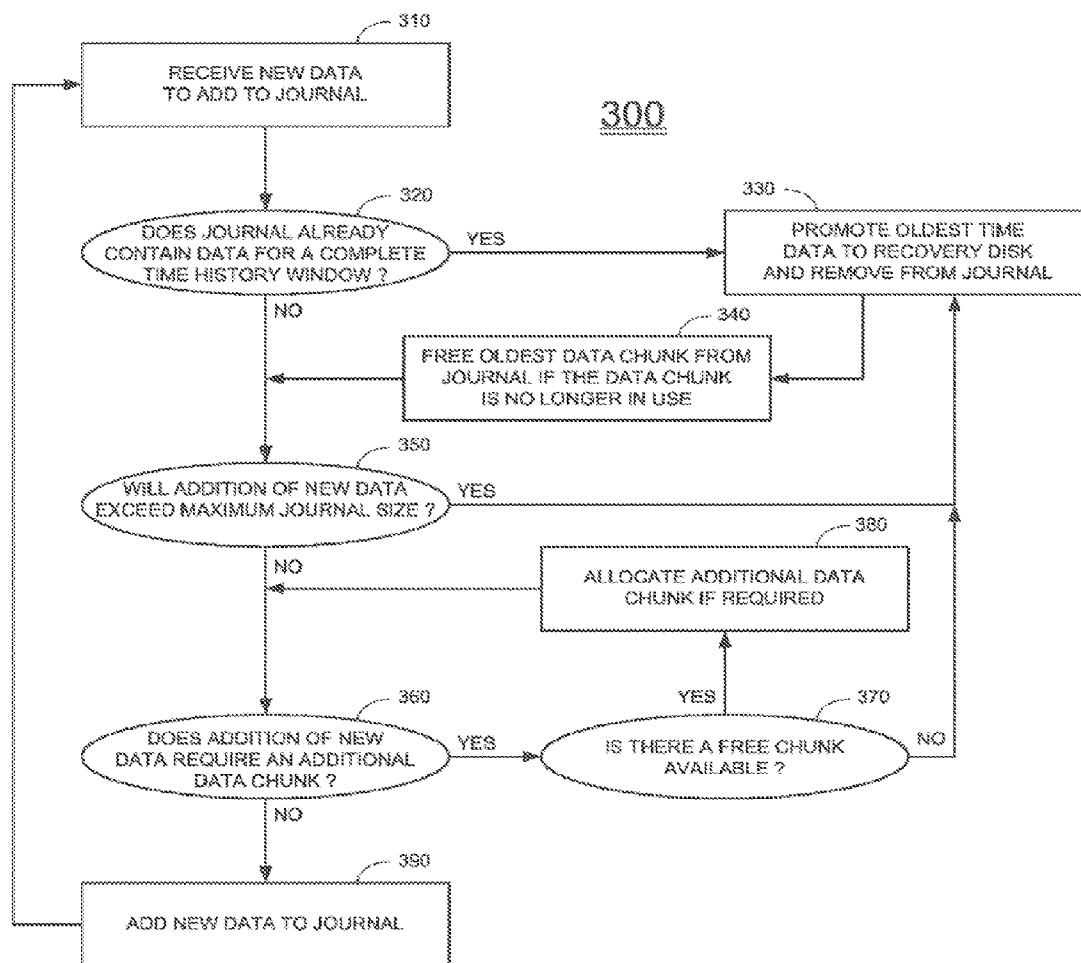 310
RECEIVE NEW DATA
TO ADD TO JOURNAL
300
320
DOES JOURNAL ALREADY
CONTAIN DATA FOR A COMPLETE
TIME HISTORY WINDOW ?
YES
NO
330
PROMOTE OLDEST TIME
DATA TO RECOVERY DISK
AND REMOVE FROM JOURNAL
340
FREE OLDEST DATA CHUNK FROM
JOURNAL IF THE DATA CHUNK
IS NO LONGER IN USE
350
WILL ADDITION OF NEW DATA
EXCEED MAXIMUM JOURNAL SIZE ?
YES
NO
380
ALLOCATE ADDITIONAL DATA
CHUNK IF REQUIRED
360
DOES ADDITION OF NEW
DATA REQUIRE AN ADDITIONAL
DATA CHUNK ?
YES
NO
YES
370
IS THERE A FREE CHUNK
AVAILABLE ?
NO
390
ADD NEW DATA TO JOURNAL